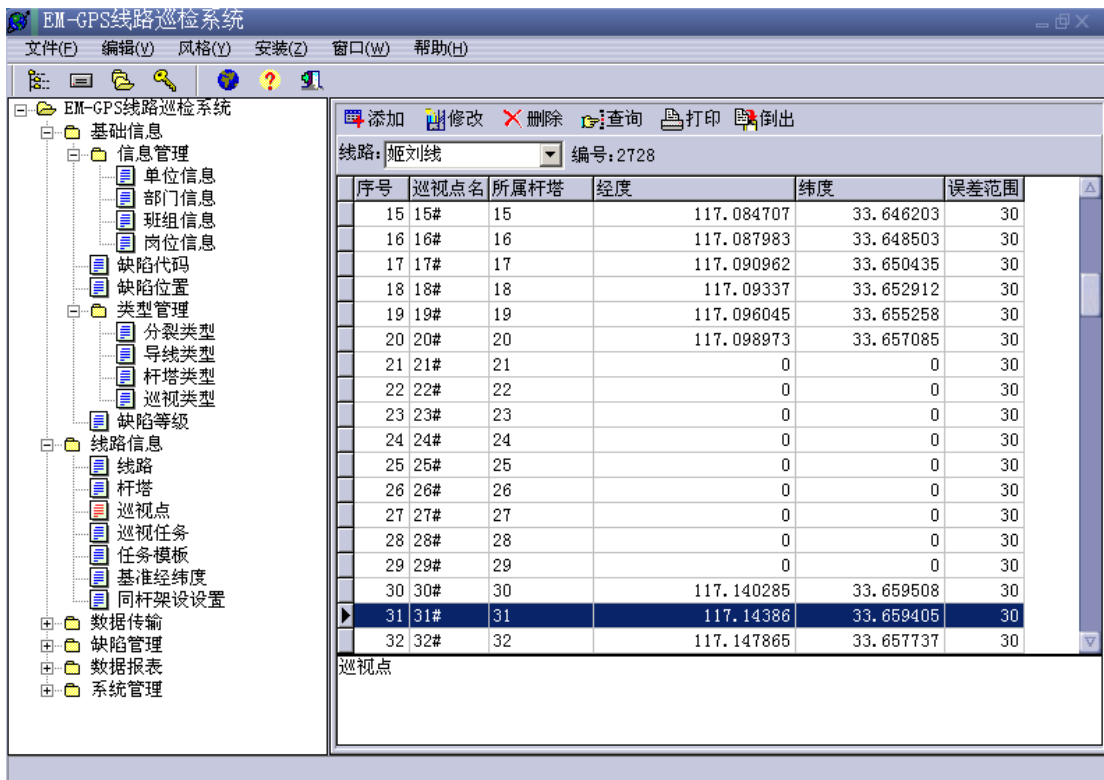 EM-GPS线路巡检系统
文件(F) 编辑(V) 风格(Y) 安装(Z) 窗口(W) 帮助(H)
EM-GPS线路巡检系统
基础信息
信息管理
单位信息
部门信息
班组信息
岗位信息
缺陷代码
缺陷位置
类型管理
分裂类型
导线类型
杆塔类型
巡视类型
缺陷等级
线路信息
线路
杆塔
巡视点
巡视任务
任务模板
基准经纬度
同杆架设设置
数据传输
缺陷管理
数据报表
系统管理
添加 修改 删除 查询 打印 倒出
线路: 姬刘线 编号:2728
序号 巡视点名 所属杆塔 经度 纬度 误差范围
15 15# 15 117.084707 33.646203 30
16 16# 16 117.087983 33.648503 30
17 17# 17 117.090962 33.650435 30
18 18# 18 117.09337 33.652912 30
19 19# 19 117.096045 33.655258 30
20 20# 20 117.098973 33.657085 30
21 21# 21 0 0 30
22 22# 22 0 0 30
23 23# 23 0 0 30
24 24# 24 0 0 30
25 25# 25 0 0 30
26 26# 26 0 0 30
27 27# 27 0 0 30
28 28# 28 0 0 30
29 29# 29 0 0 30
30 30# 30 117.140285 33.659508 30
31 31# 31 117.14386 33.659405 30
32 32# 32 117.147865 33.657737 30
巡视点